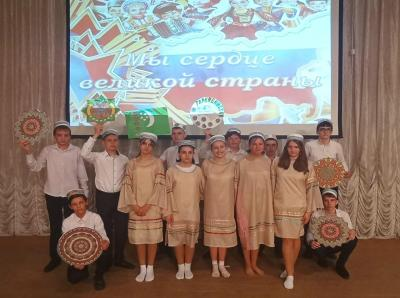 Мы сердце
великой страны